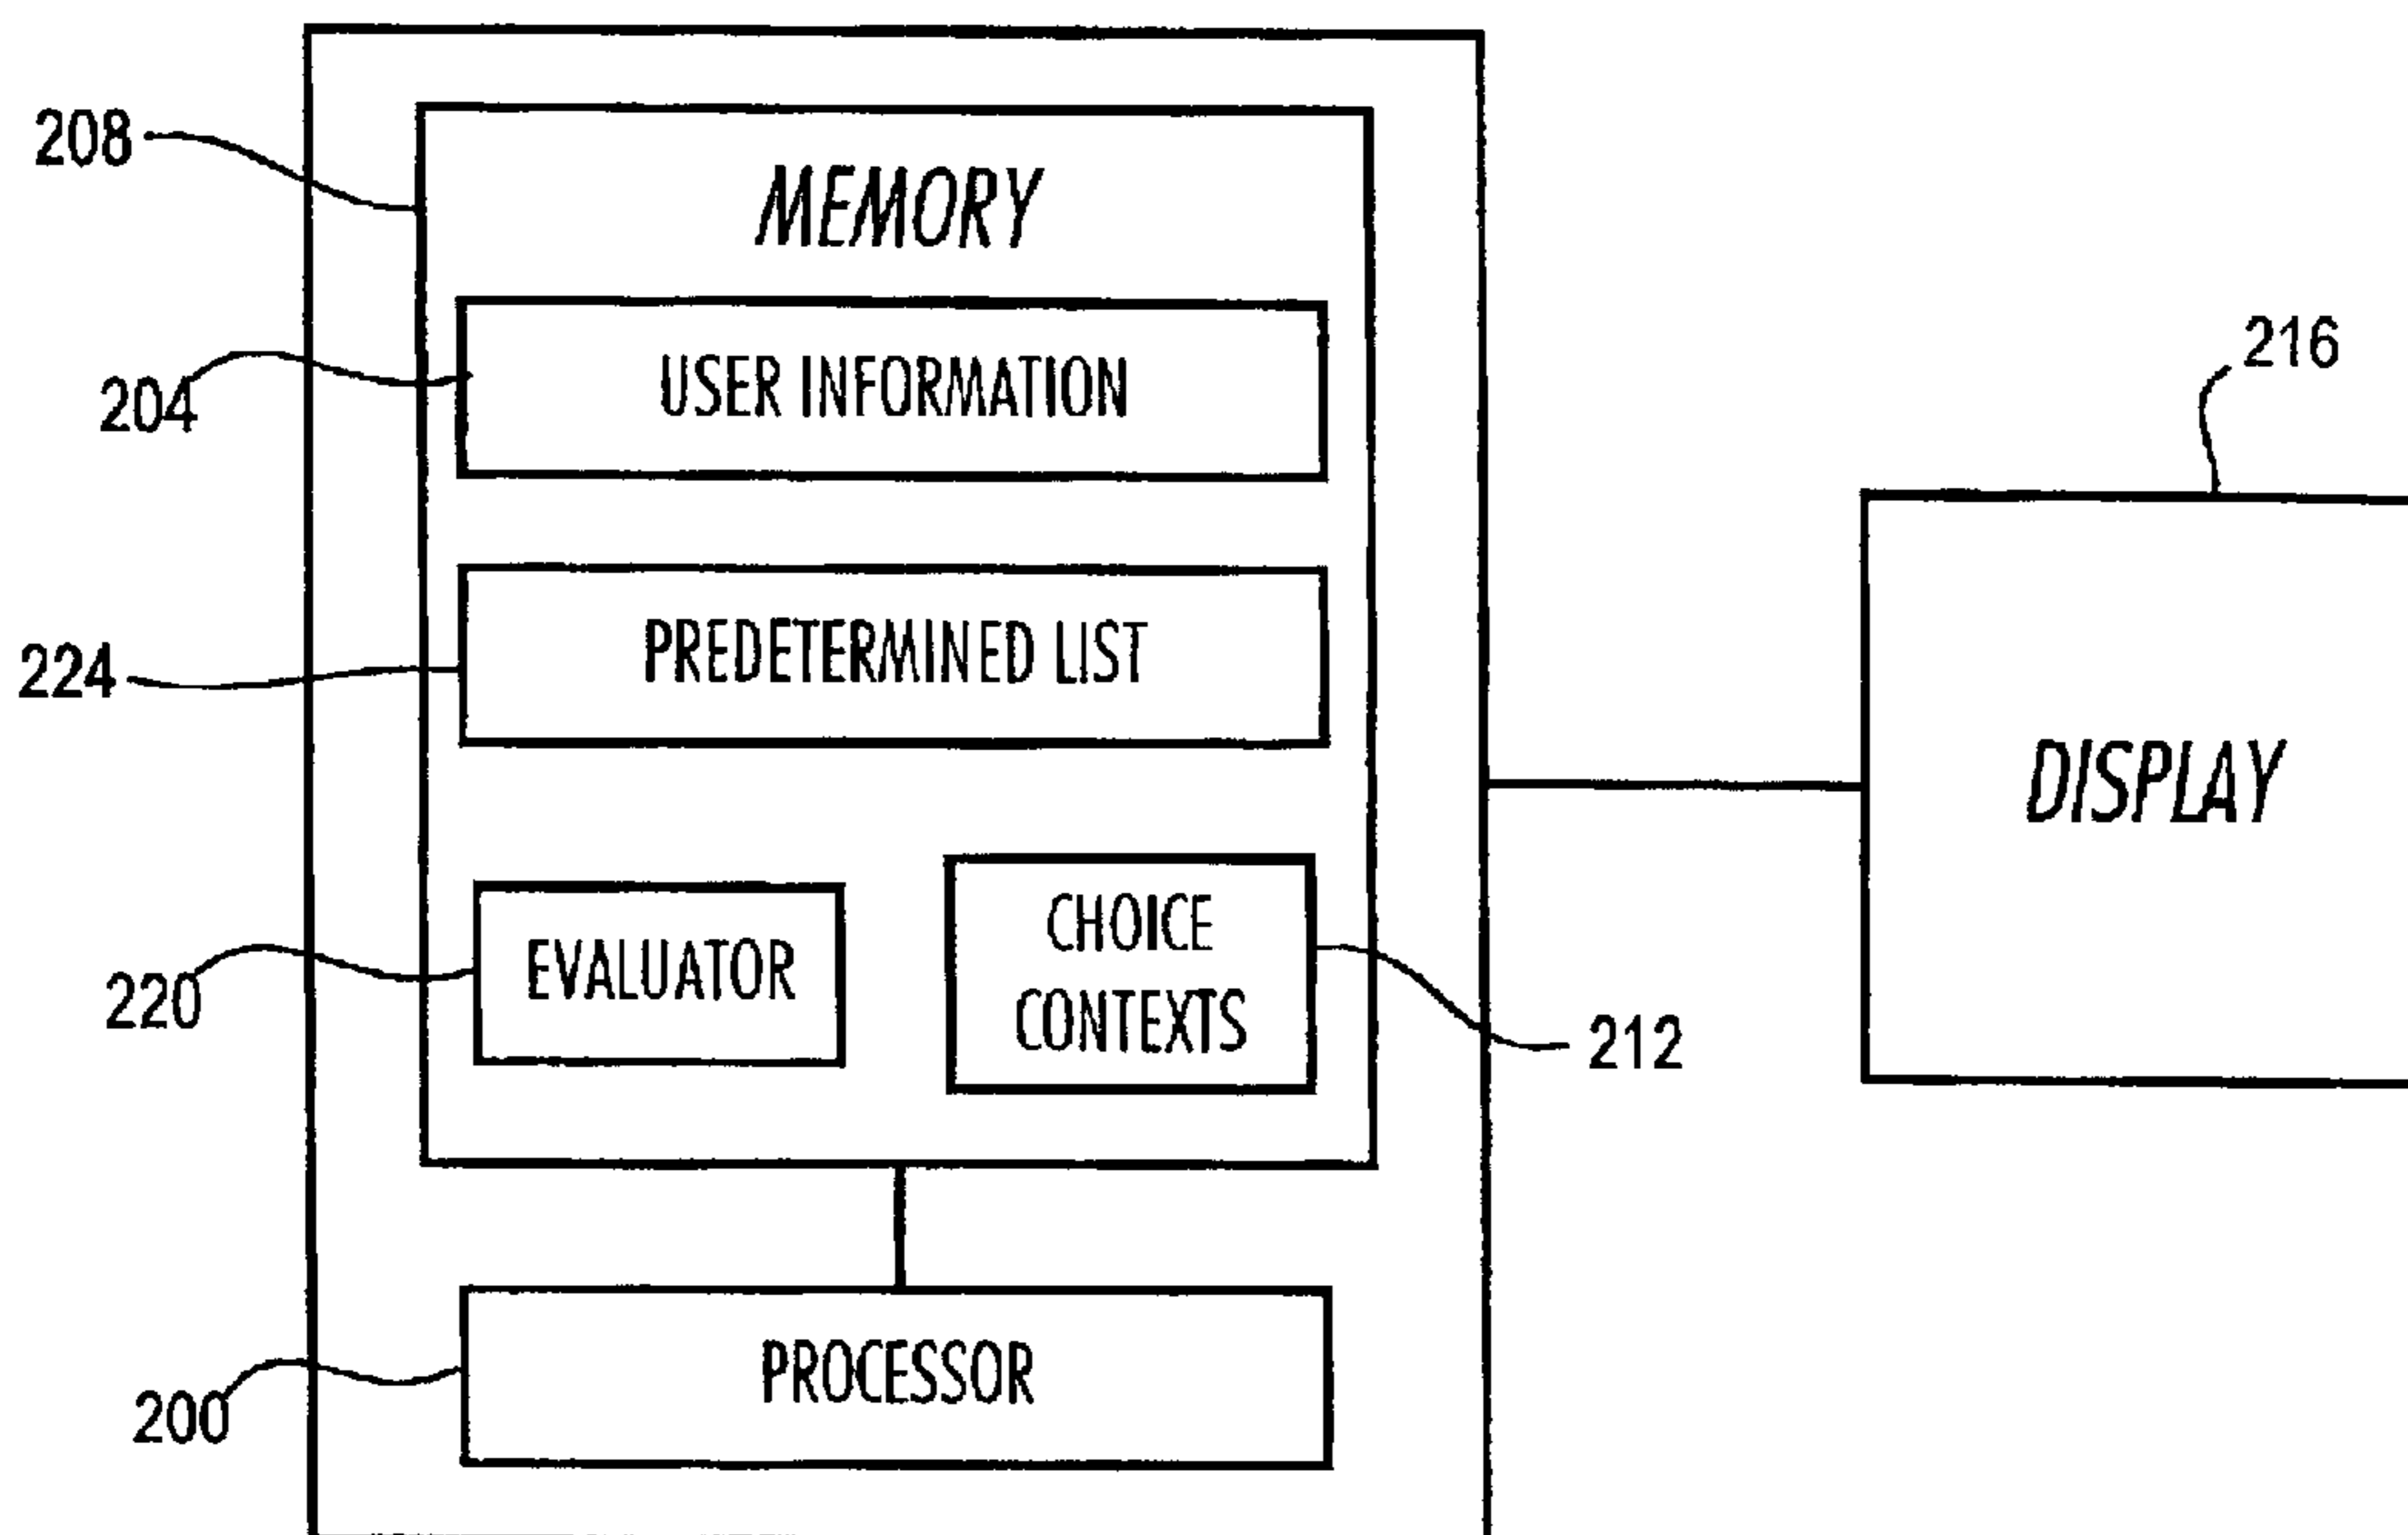 208
MEMORY
204
USER INFORMATION
216
224
PREDETERMINED LIST
DISPLAY
220
EVALUATOR
CHOICE
CONTEXTS
212
200
PROCESSOR